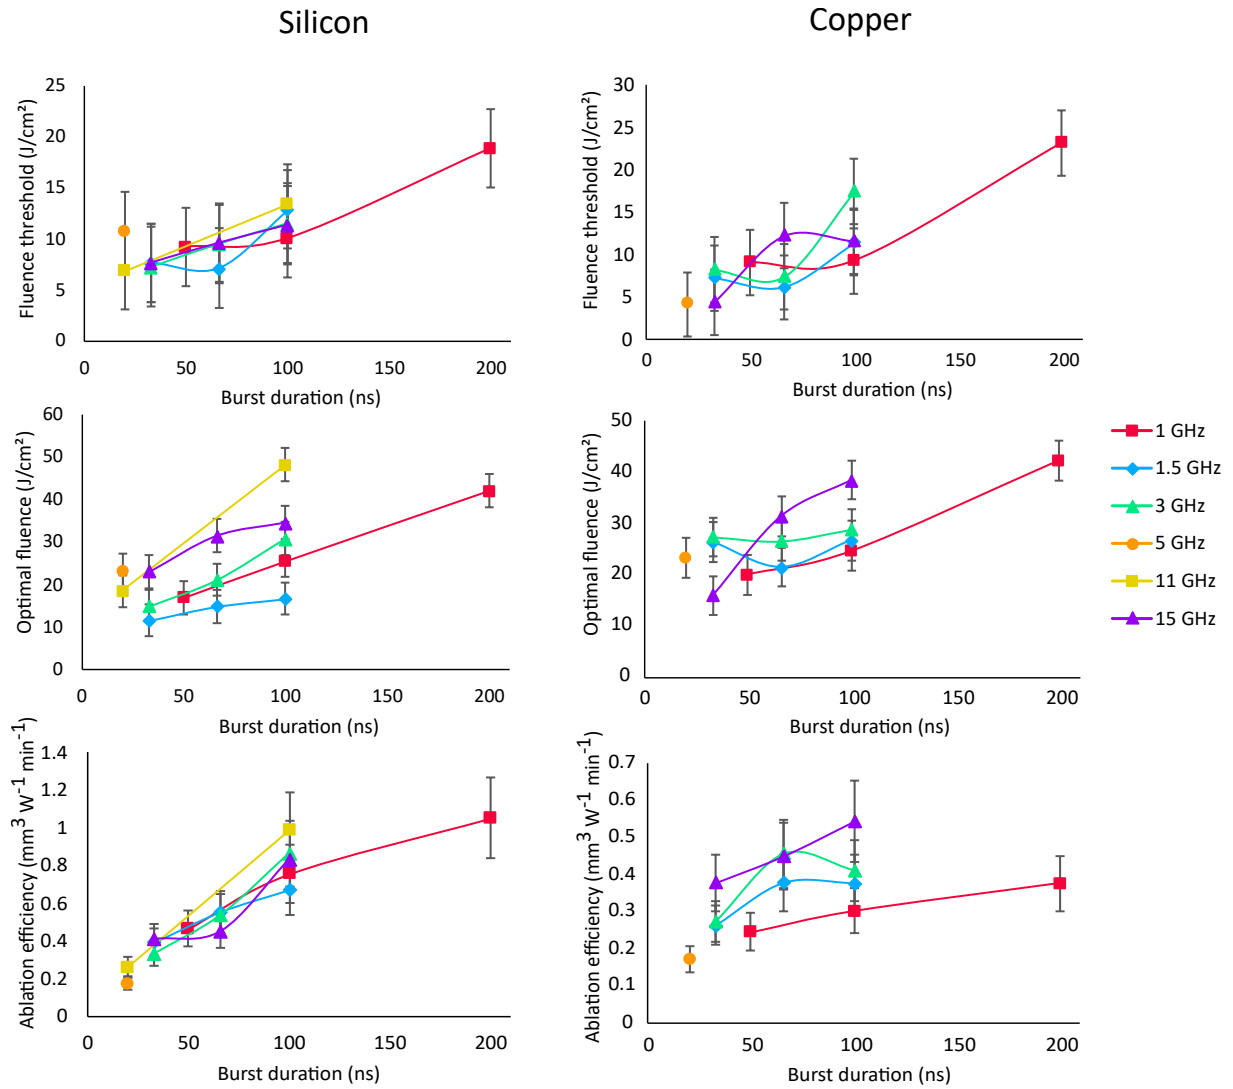 Silicon
Copper
Fluence threshold (J/cm²)
25
20
15
10
5
0
0 50 100 150 200
Burst duration (ns)
Fluence threshold (J/cm²)
30
25
20
15
10
5
0
0 50 100 150 200
Burst duration (ns)
Optimal fluence (J/cm²)
60
50
40
30
20
10
0
0 50 100 150 200
Burst duration (ns)
Optimal fluence (J/cm²)
50
40
30
20
10
0
0 50 100 150 200
Burst duration (ns)
1 GHz
1.5 GHz
3 GHz
5 GHz
11 GHz
15 GHz
Ablation efficiency (mm³ W⁻¹ min⁻¹)
1.4
1.2
1
0.8
0.6
0.4
0.2
0
0 50 100 150 200
Burst duration (ns)
Ablation efficiency (mm³ W⁻¹ min⁻¹)
0.7
0.6
0.5
0.4
0.3
0.2
0.1
0
0 50 100 150 200
Burst duration (ns)